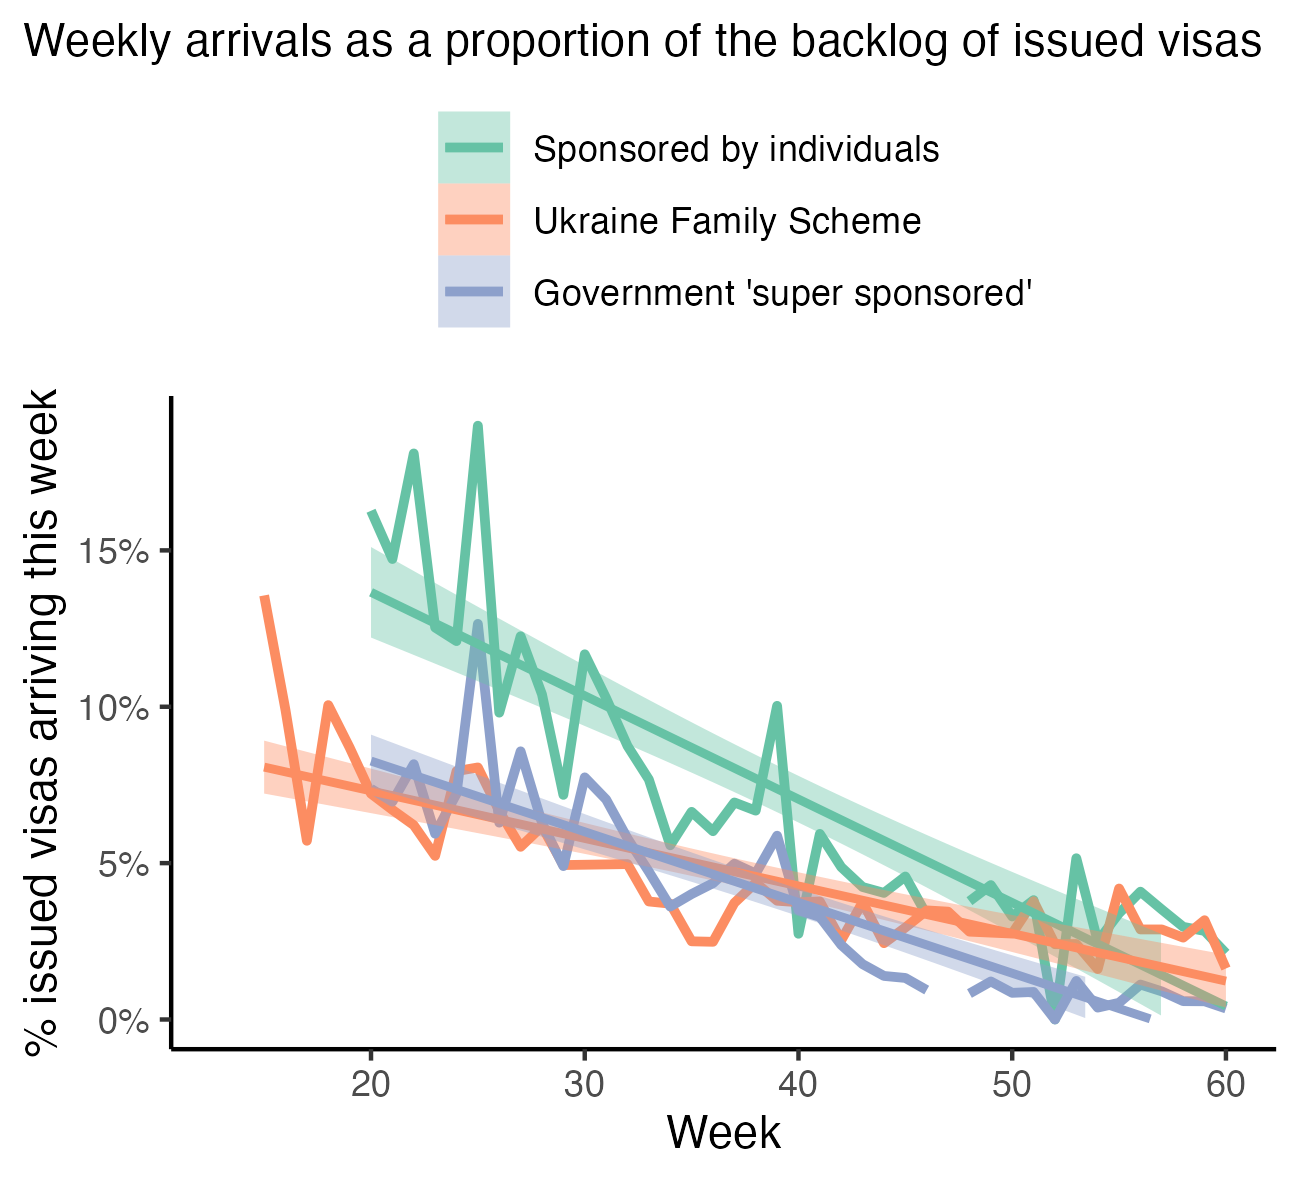 Weekly arrivals as a proportion of the backlog of issued visas
Sponsored by individuals
Ukraine Family Scheme
Government 'super sponsored'
% issued visas arriving this week
15%
10%
5%
0%
20 30 40 50 60
Week